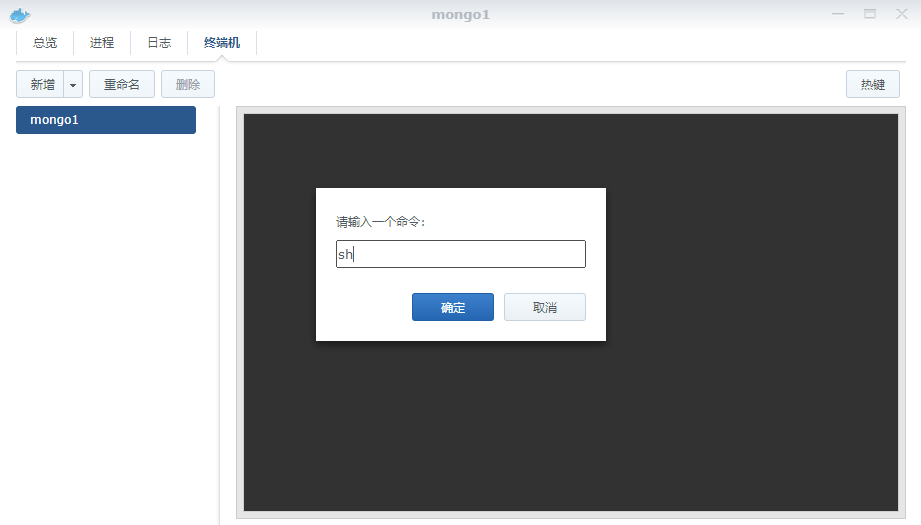 mongo1
总览 进程 日志 终端机
新增 重命名 删除 热键
mongo1
请输入一个命令：
sh
确定 取消